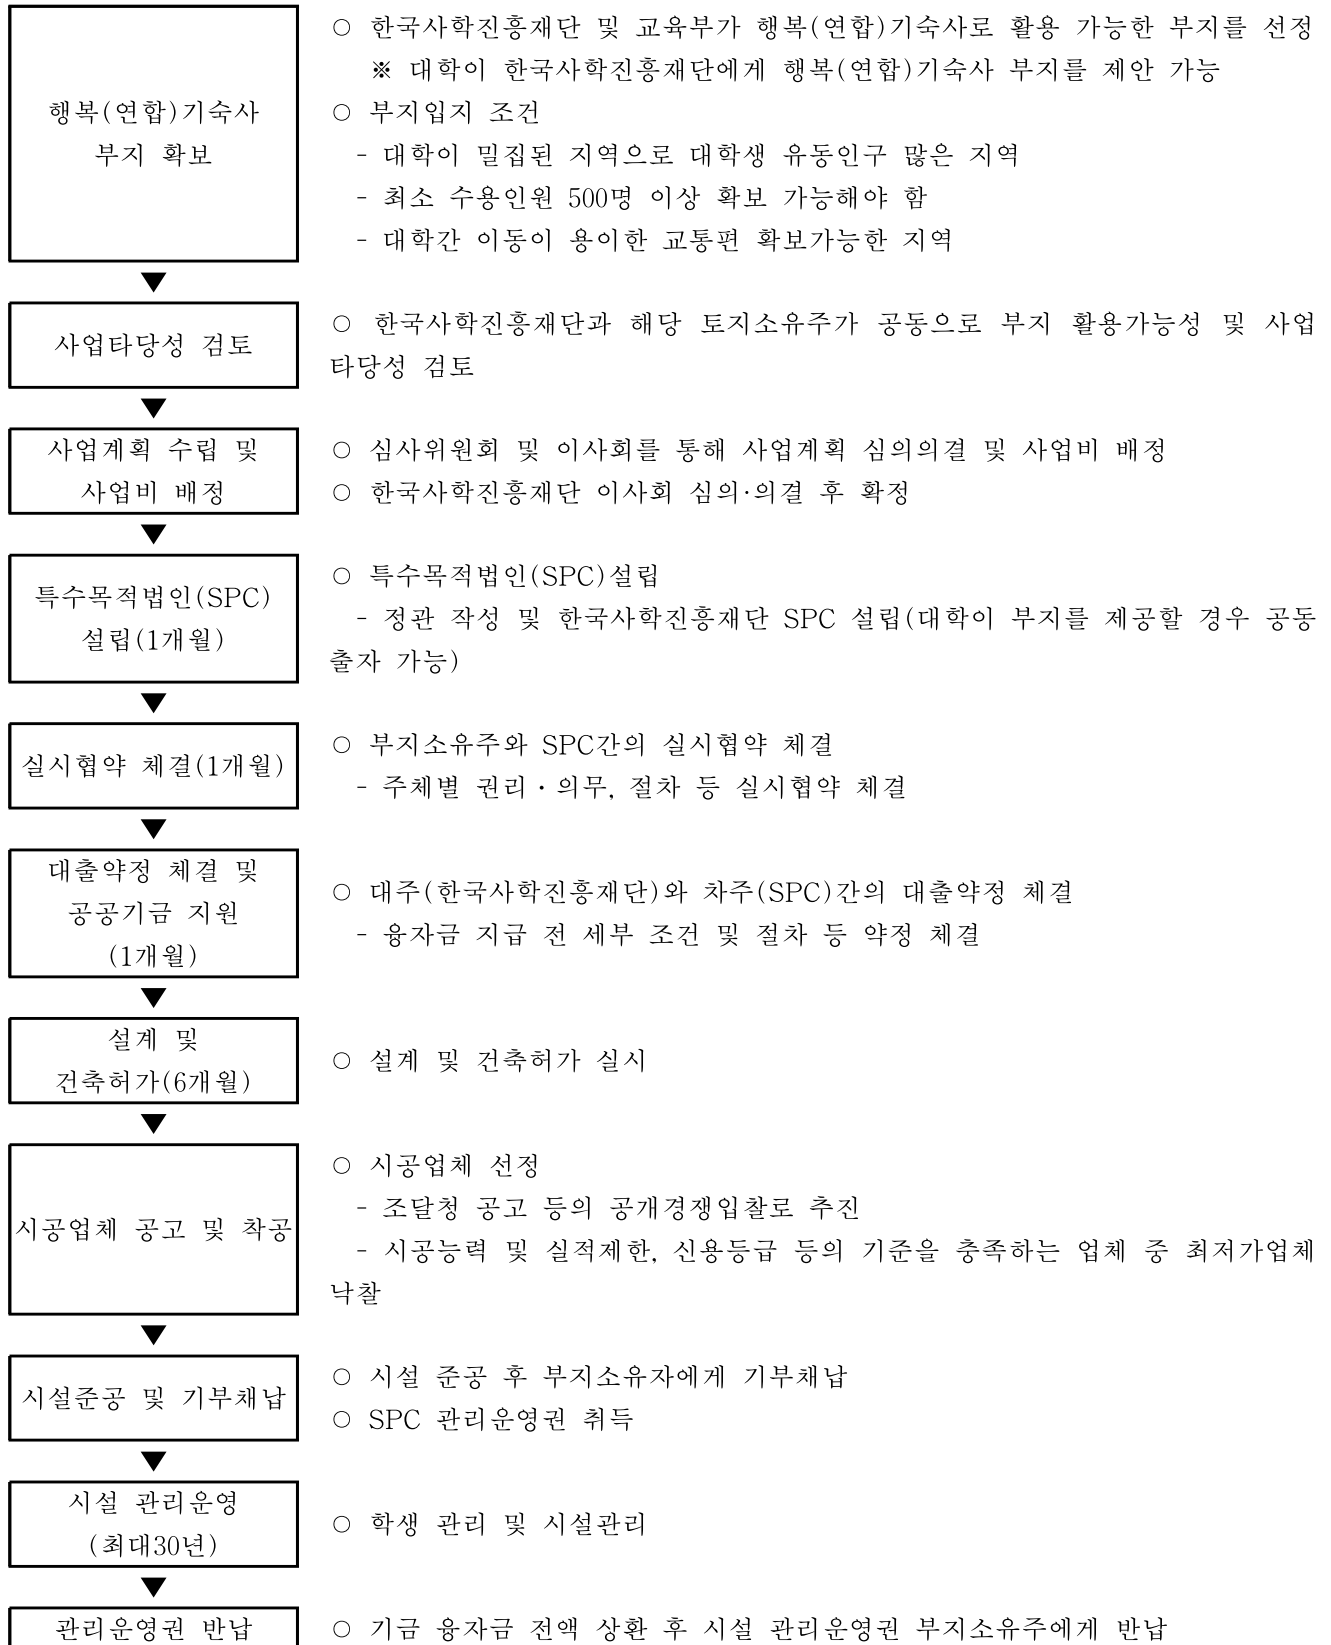 행복(연합)기숙사
부지 확보
○ 한국사학진흥재단 및 교육부가 행복(연합)기숙사로 활용 가능한 부지를 선정
※ 대학이 한국사학진흥재단에게 행복(연합)기숙사 부지를 제안 가능
○ 부지입지 조건
- 대학이 밀집된 지역으로 대학생 유동인구 많은 지역
- 최소 수용인원 500명 이상 확보 가능해야 함
- 대학간 이동이 용이한 교통편 확보가능한 지역
▼
사업타당성 검토
○ 한국사학진흥재단과 해당 토지소유주가 공동으로 부지 활용가능성 및 사업
타당성 검토
▼
사업계획 수립 및
사업비 배정
○ 심사위원회 및 이사회를 통해 사업계획 심의의결 및 사업비 배정
○ 한국사학진흥재단 이사회 심의·의결 후 확정
▼
특수목적법인(SPC)
설립(1개월)
○ 특수목적법인(SPC)설립
- 정관 작성 및 한국사학진흥재단 SPC 설립(대학이 부지를 제공할 경우 공동
출자 가능)
▼
실시협약 체결(1개월)
○ 부지소유주와 SPC간의 실시협약 체결
- 주체별 권리・의무, 절차 등 실시협약 체결
▼
대출약정 체결 및
공공기금 지원
(1개월)
○ 대주(한국사학진흥재단)와 차주(SPC)간의 대출약정 체결
- 융자금 지급 전 세부 조건 및 절차 등 약정 체결
▼
설계 및
건축허가(6개월)
○ 설계 및 건축허가 실시
▼
시공업체 공고 및 착공
○ 시공업체 선정
- 조달청 공고 등의 공개경쟁입찰로 추진
- 시공능력 및 실적제한, 신용등급 등의 기준을 충족하는 업체 중 최저가업체
낙찰
▼
시설준공 및 기부채납
○ 시설 준공 후 부지소유자에게 기부채납
○ SPC 관리운영권 취득
▼
시설 관리운영
(최대30년)
○ 학생 관리 및 시설관리
▼
관리운영권 반납
○ 기금 융자금 전액 상환 후 시설 관리운영권 부지소유주에게 반납